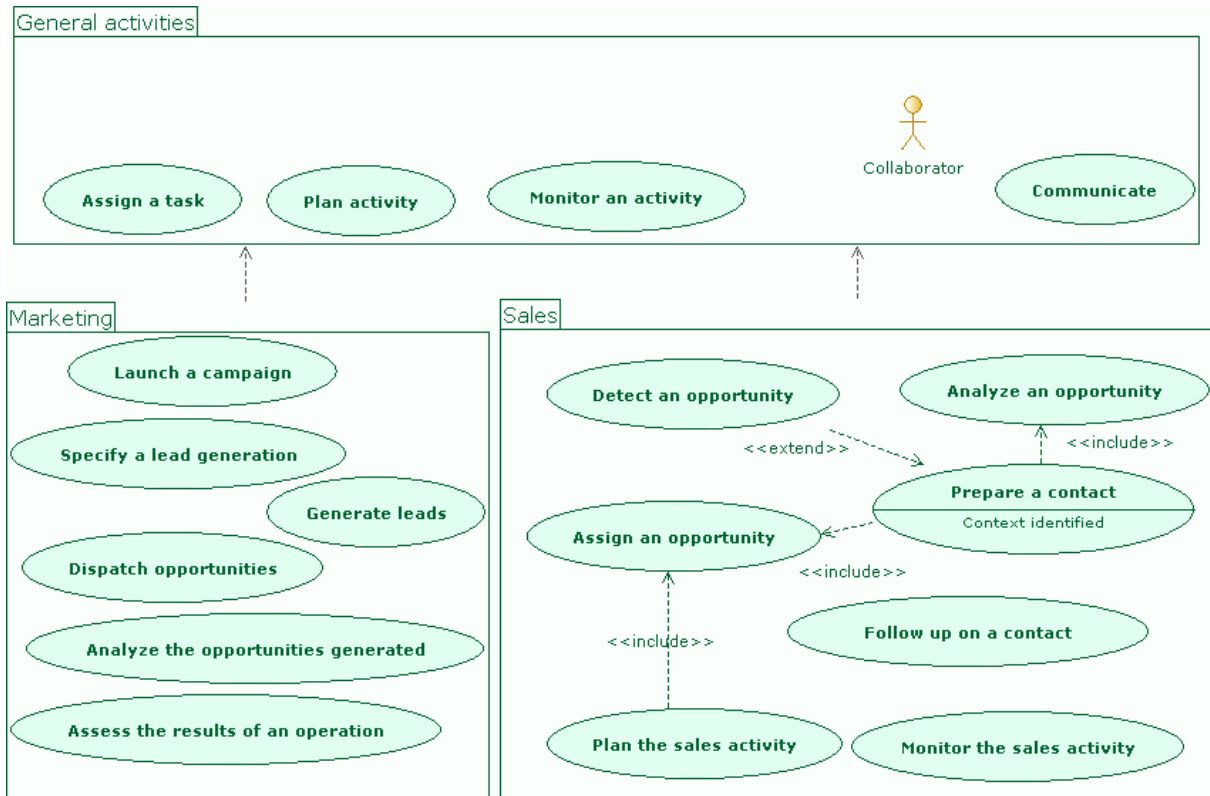 General activities
Collaborator
Assign a task
Plan activity
Monitor an activity
Communicate
Marketing
Launch a campaign
Specify a lead generation
Generate leads
Dispatch opportunities
Analyze the opportunities generated
Assess the results of an operation
Sales
Detect an opportunity
Analyze an opportunity
<<extend>>
<<include>>
Prepare a contact
Context identified
Assign an opportunity
<<include>>
Follow up on a contact
<<include>>
Plan the sales activity
Monitor the sales activity